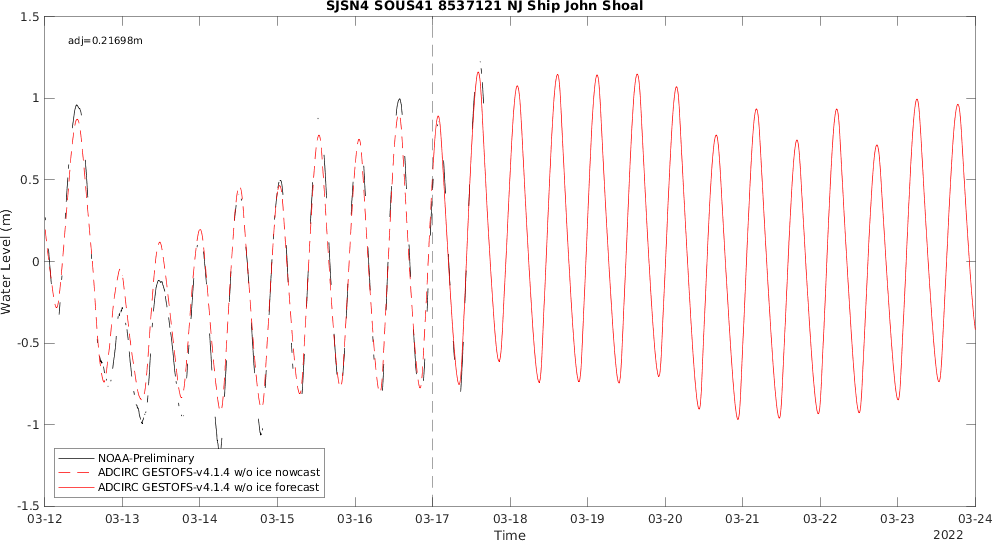 SJSN4 SOUS41 8537121 NJ Ship John Shoal
adj=0.21698m
1.5
1
0.5
0
-0.5
-1
-1.5
Water Level (m)
NOAA-Preliminary
ADCIRC GESTOFS-v4.1.4 w/o ice nowcast
ADCIRC GESTOFS-v4.1.4 w/o ice forecast
03-12 03-13 03-14 03-15 03-16 03-17 03-18 03-19 03-20 03-21 03-22 03-23 03-24
Time
2022